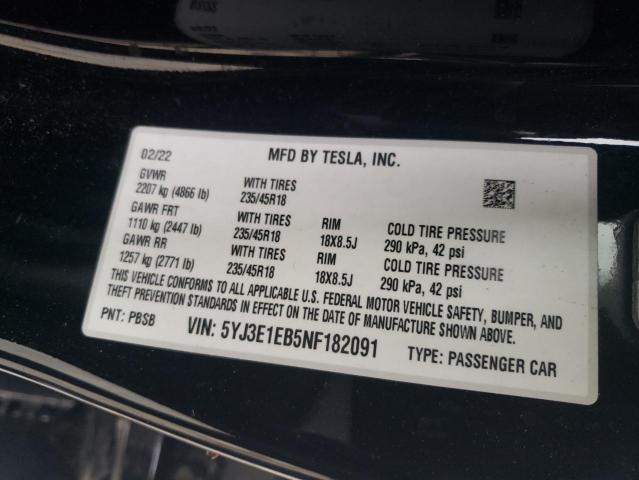 02/22 MFD BY TESLA, INC.
GVWR
2207 kg (4866 lb) WITH TIRES 235/45R18
GAWR FRT
1110 kg (2447 lb) WITH TIRES 235/45R18 RIM 18X8.5J COLD TIRE PRESSURE 290 kPa, 42 psi
GAWR RR
1257 kg (2771 lb) WITH TIRES 235/45R18 RIM 18X8.5J COLD TIRE PRESSURE 290 kPa, 42 psi
THIS VEHICLE CONFORMS TO ALL APPLICABLE U.S. FEDERAL MOTOR VEHICLE SAFETY, BUMPER, AND
THEFT PREVENTION STANDARDS IN EFFECT ON THE DATE OF MANUFACTURE SHOWN ABOVE.
PNT: PBSB VIN: 5YJ3E1EB5NF182091 TYPE: PASSENGER CAR